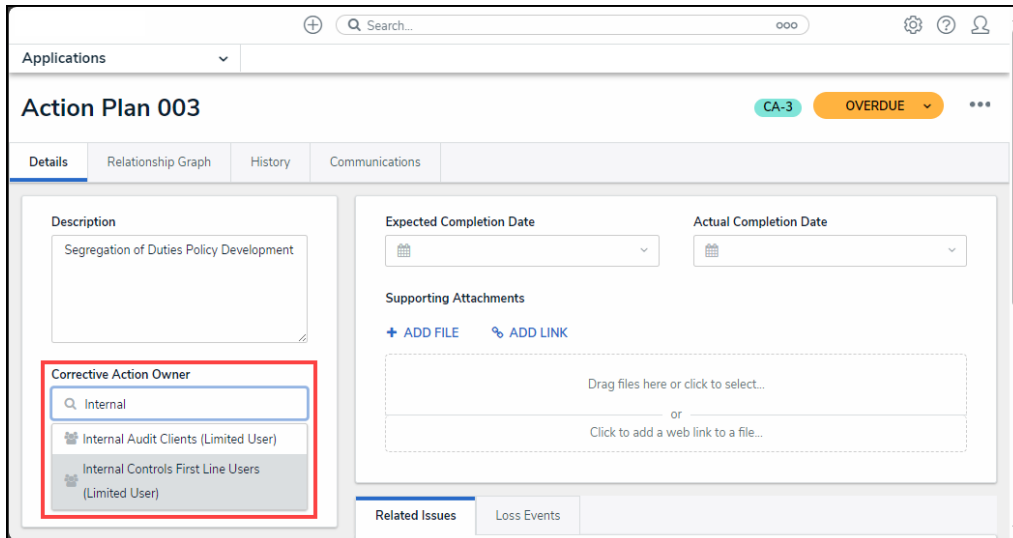 Search...
Applications
Action Plan 003
CA-3
OVERDUE
Details
Relationship Graph
History
Communications
Description
Segregation of Duties Policy Development
Corrective Action Owner
Internal
Internal Audit Clients (Limited User)
Internal Controls First Line Users
(Limited User)
Expected Completion Date
Actual Completion Date
Supporting Attachments
+ ADD FILE
ADD LINK
Drag files here or click to select...
or
Click to add a web link to a file...
Related Issues
Loss Events